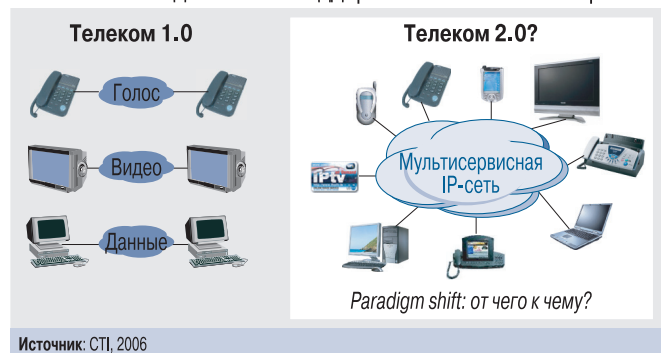 Телеком 1.0
Голос
Видео
Данные
Телеком 2.0?
Мультисервисная
IP-сеть
IPtv
Paradigm shift: от чего к чему?
Источник: CTI, 2006